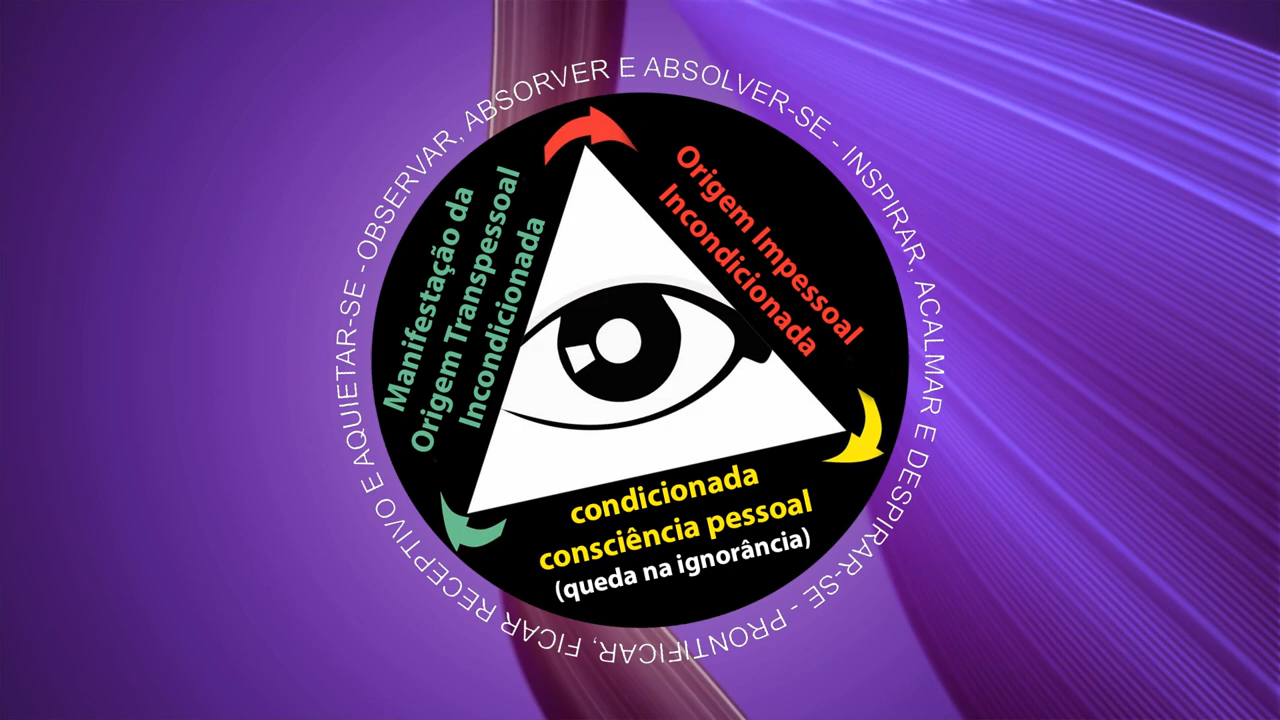 OBSERVAR, ABSORVER E ABSOLVER-SE - INSPIRAR, ACALMAR E DESPIRAR-SE - PRONTIFICAR, FICAR RECEPTIVO E AQUIETAR-SE -
Manifestação da
Origem Transpessoal
Incondicionada
Origem Impessoal
Incondicionada
condicionada
consciência pessoal
(queda na ignorância)